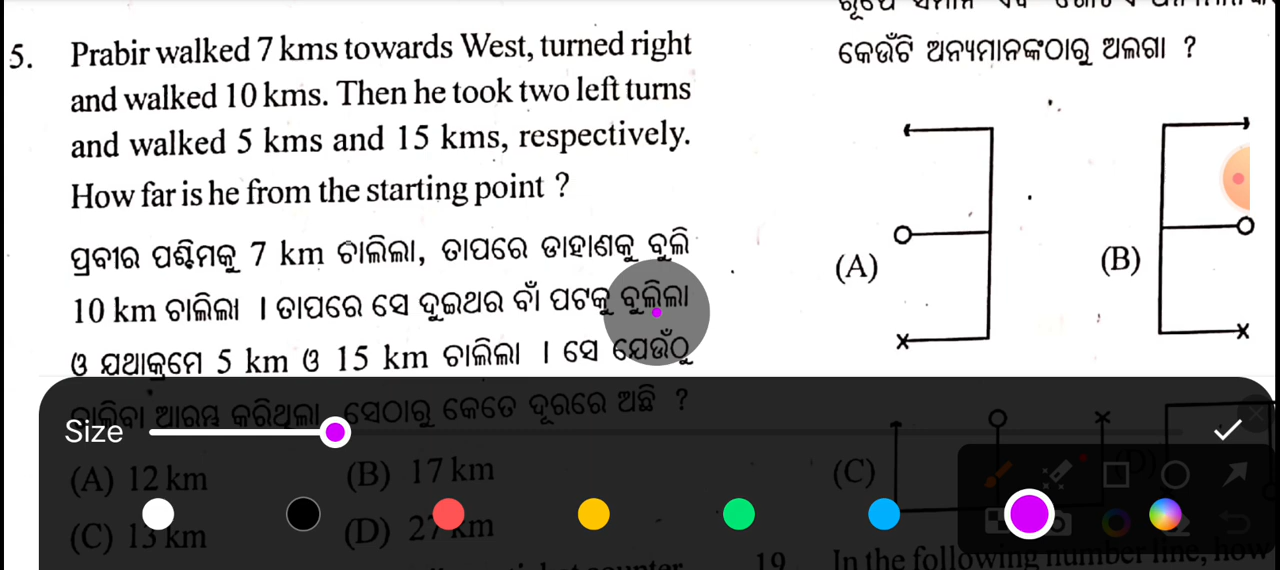 5. Prabir walked 7 kms towards West, turned right
and walked 10 kms. Then he took two left turns
and walked 5 kms and 15 kms, respectively.
How far is he from the starting point ?
ପ୍ରବୀର ପଶ୍ଚିମକୁ 7 km ଚାଲିଲା, ତାପରେ ଡାହାଣକୁ ବୁଲି
10 km ଚାଲିଲା । ତାପରେ ସେ ଦୁଇଥର ବାଁ ପଟକୁ ବୁଲିଲା
ଓ ଯଥାକ୍ରମେ 5 km ଓ 15 km ଚାଲିଲା । ସେ ଯେଉଁଠୁ
ଚାଲିବା ଆରମ୍ଭ କରିଥିଲା ସେଠାରୁ କେତେ ଦୂରରେ ଅଛି ?
Size
(A) 12 km (B) 17 km
(C) 13 km (D) 27 km
କେଉଁଟି ଅନ୍ୟମାନଙ୍କଠାରୁ ଅଲଗା ?
(A) (B)
(C) (D)
19. In the following number line, how